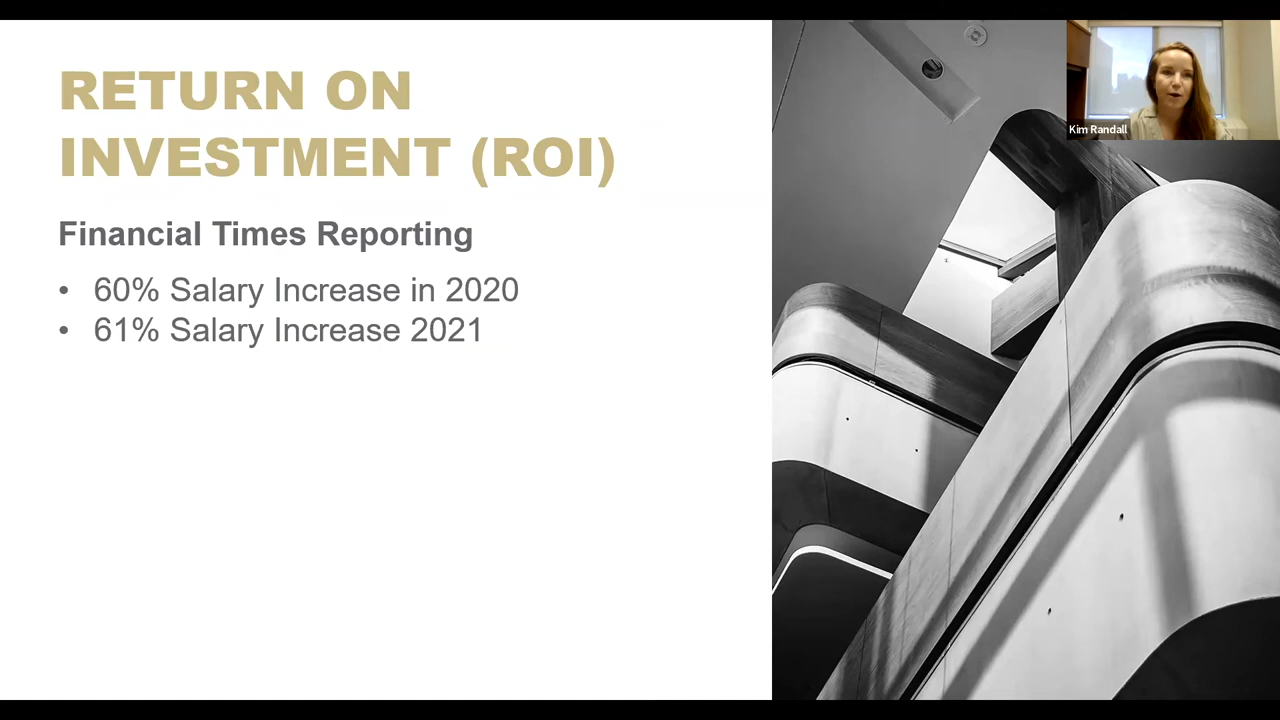 RETURN ON
INVESTMENT (ROI)
Financial Times Reporting
• 60% Salary Increase in 2020
• 61% Salary Increase 2021
Kim Randall